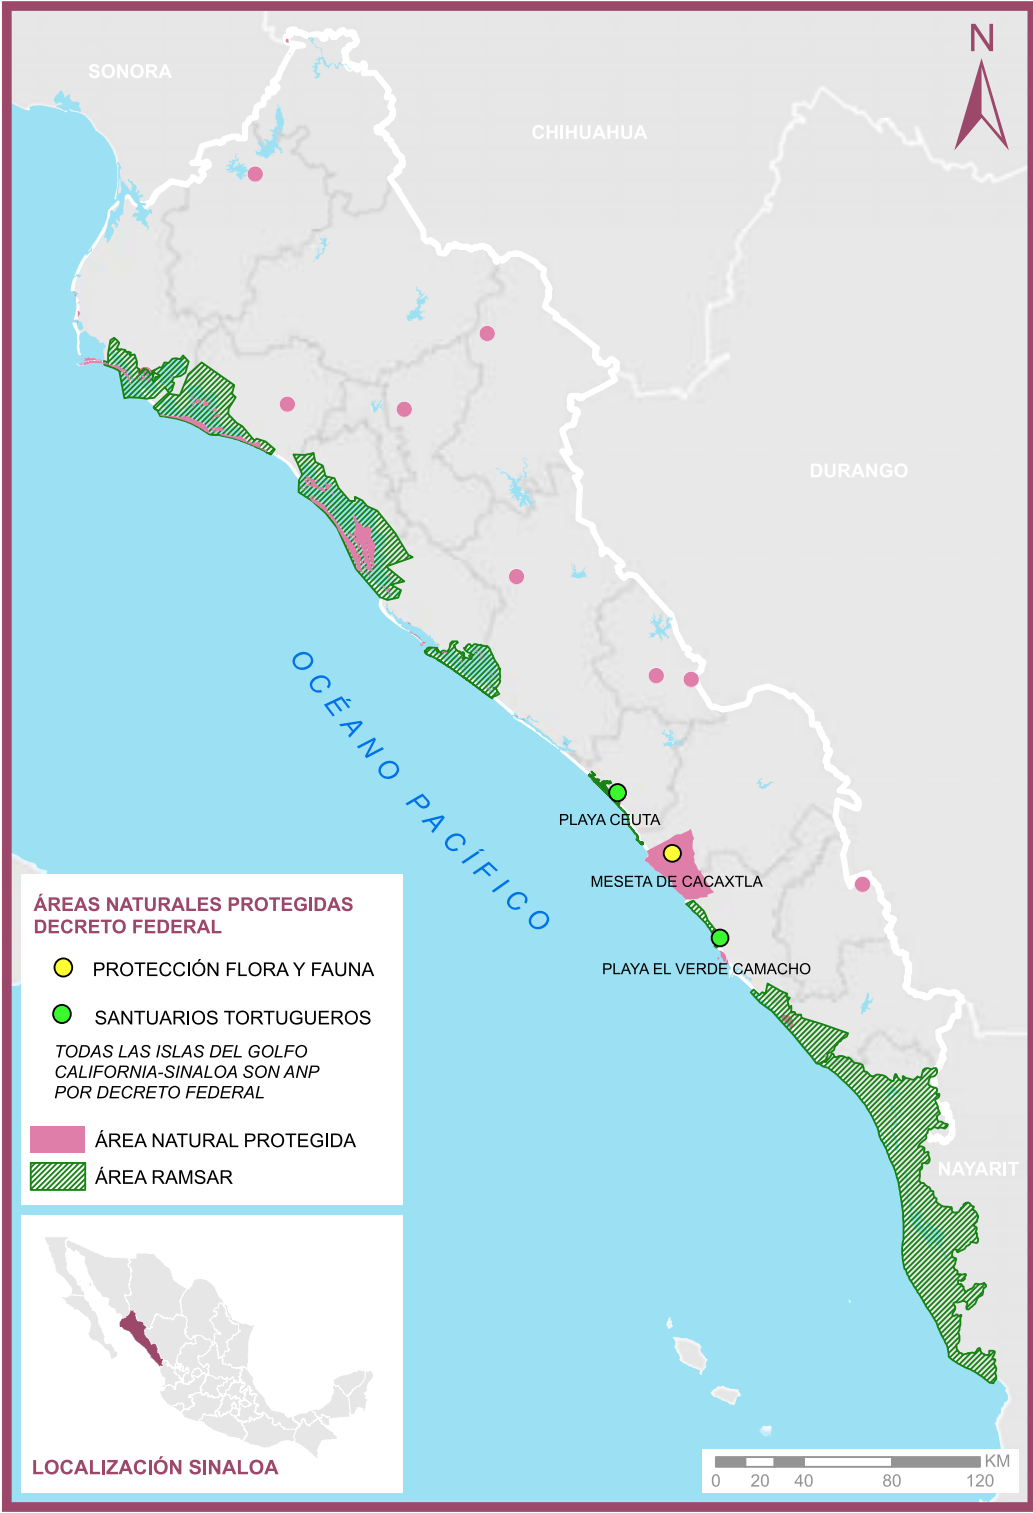 N
SONORA
CHIHUAHUA
DURANGO
OCÉANO PACÍFICO
PLAYA CEUTA
MESETA DE CACAXTLA
PLAYA EL VERDE CAMACHO
NAYARIT
ÁREAS NATURALES PROTEGIDAS
DECRETO FEDERAL
PROTECCIÓN FLORA Y FAUNA
SANTUARIOS TORTUGUEROS
TODAS LAS ISLAS DEL GOLFO
CALIFORNIA-SINALOA SON ANP
POR DECRETO FEDERAL
ÁREA NATURAL PROTEGIDA
ÁREA RAMSAR
LOCALIZACIÓN SINALOA
KM
0 20 40 80 120